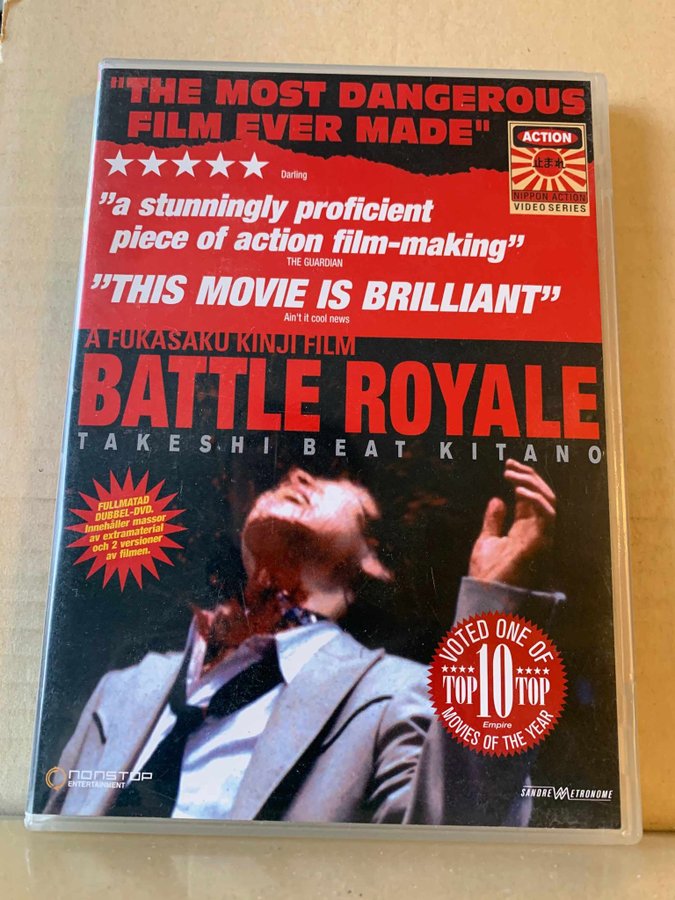 "THE MOST DANGEROUS
FILM EVER MADE"
Darling
ACTION
止まれ
NIPPON ACTION
VIDEO SERIES
”a stunningly proficient
piece of action film-making”
THE GUARDIAN
”THIS MOVIE IS BRILLIANT”
Ain't it cool news
A FUKASAKU KINJI FILM
BATTLE ROYALE
TAKESHI BEAT KITANO
FULLMATAD
DUBBEL-DVD.
Innehåller massor
av extramaterial
och 2 versioner
av filmen.
VOTED ONE OF
TOP 10 TOP
Empire
MOVIES OF THE YEAR
nonstop
ENTERTAINMENT
SANDREW METRONOME